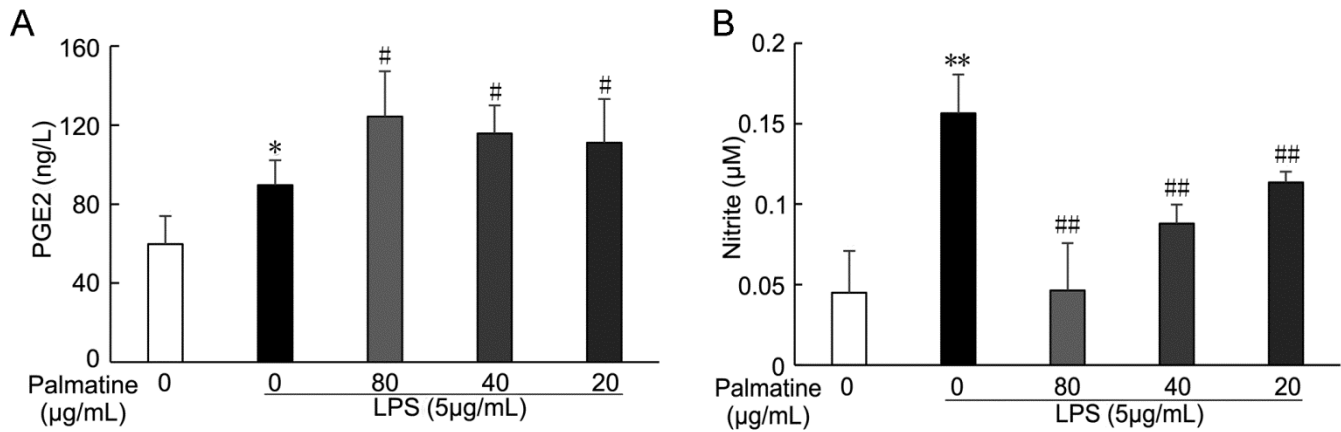 A
PGE2 (ng/L)
160
120
80
40
0
*
#
#
#
Palmatine
(μg/mL)
0
0
80
40
20
LPS (5μg/mL)
B
Nitrite (μM)
0.2
0.15
0.1
0.05
0
**
##
##
##
Palmatine
(μg/mL)
0
0
80
40
20
LPS (5μg/mL)